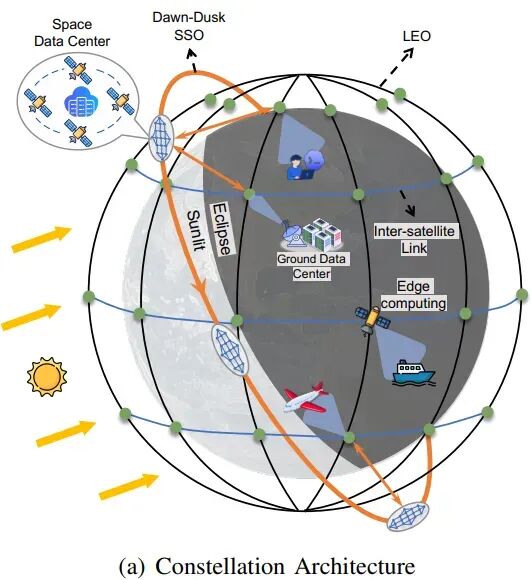 Space
Data Center
Dawn-Dusk
SSO
LEO
Sunlit
Eclipse
Ground Data
Center
Inter-satellite
Link
Edge
computing
(a) Constellation Architecture